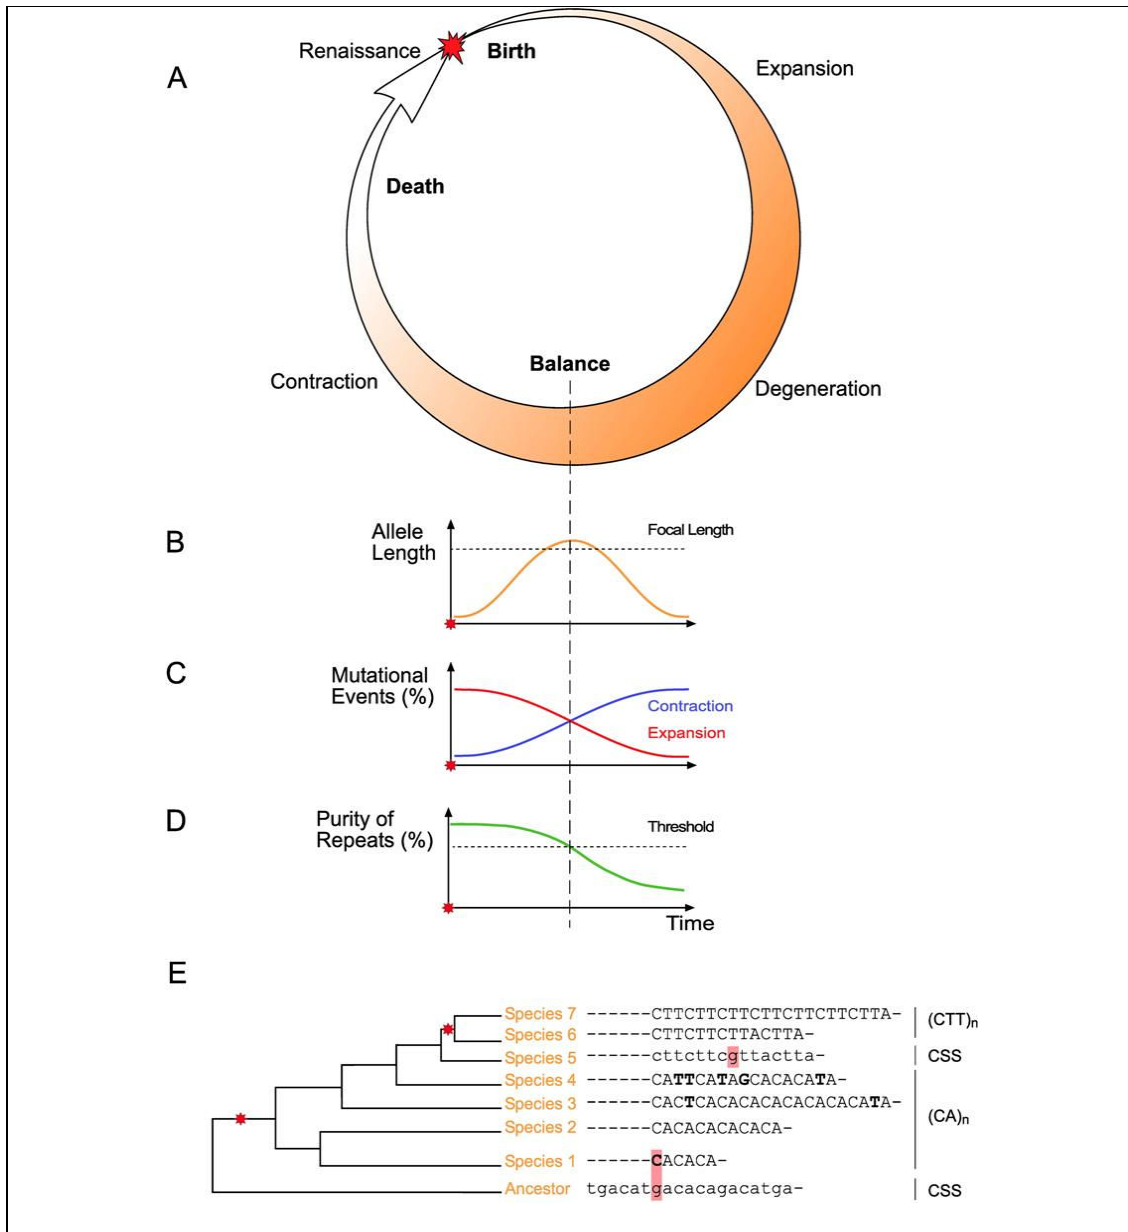 A
Renaissance
Birth
Expansion
Death
Balance
Contraction
Degeneration
B
Allele
Length
Focal Length
C
Mutational
Events (%)
Contraction
Expansion
D
Purity of
Repeats (%)
Threshold
Time
E
Species 7 ------CTTCTTCTTCTTCTTCTTCTTA- (CTT)n
Species 6 ------CTTCTTCTTACTTA-
Species 5 ------cttcttcgttactta- CSS
Species 4 ------CATTCATAGCACACATA-
Species 3 ------CACTCACACACACACACACATA- (CA)n
Species 2 ------CACACACACACA-
Species 1 ------CACACA-
Ancestor tgacatgacacagacatga- CSS